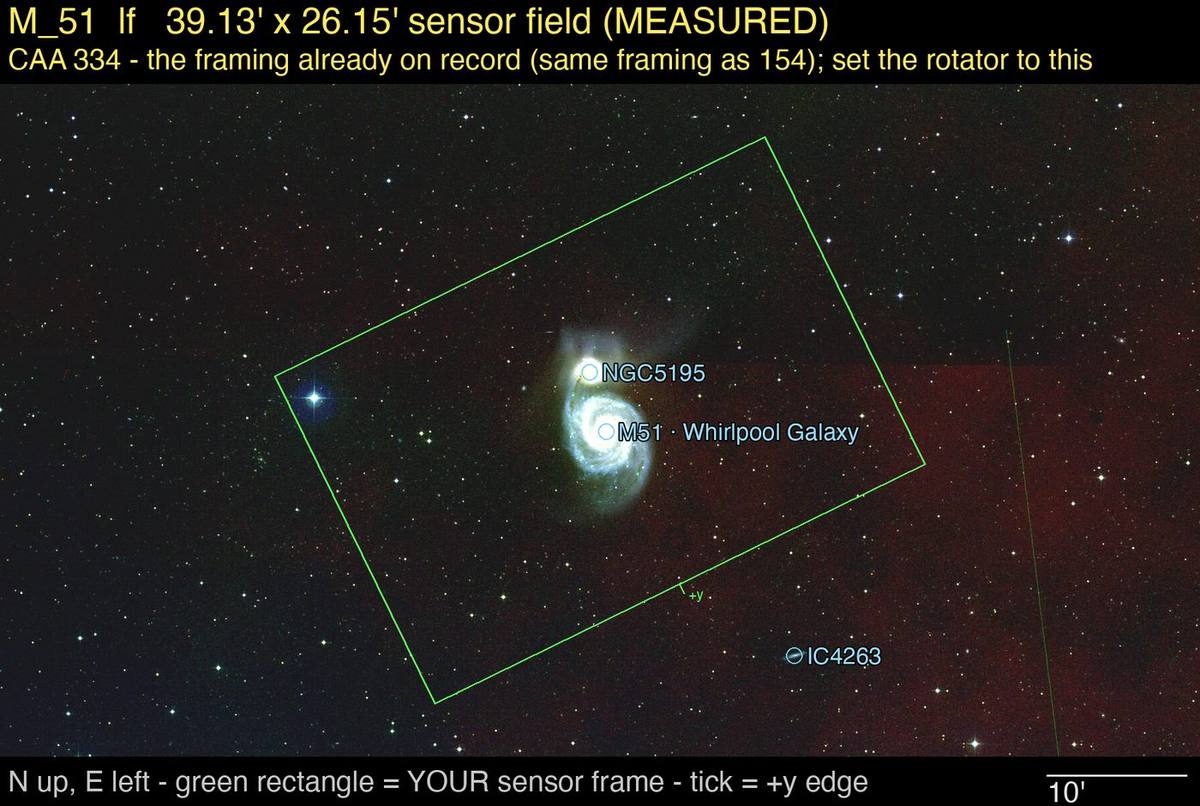 M_51 lf 39.13' x 26.15' sensor field (MEASURED)
CAA 334 - the framing already on record (same framing as 154); set the rotator to this
NGC5195
M51 · Whirlpool Galaxy
+y
IC4263
N up, E left - green rectangle = YOUR sensor frame - tick = +y edge
10'